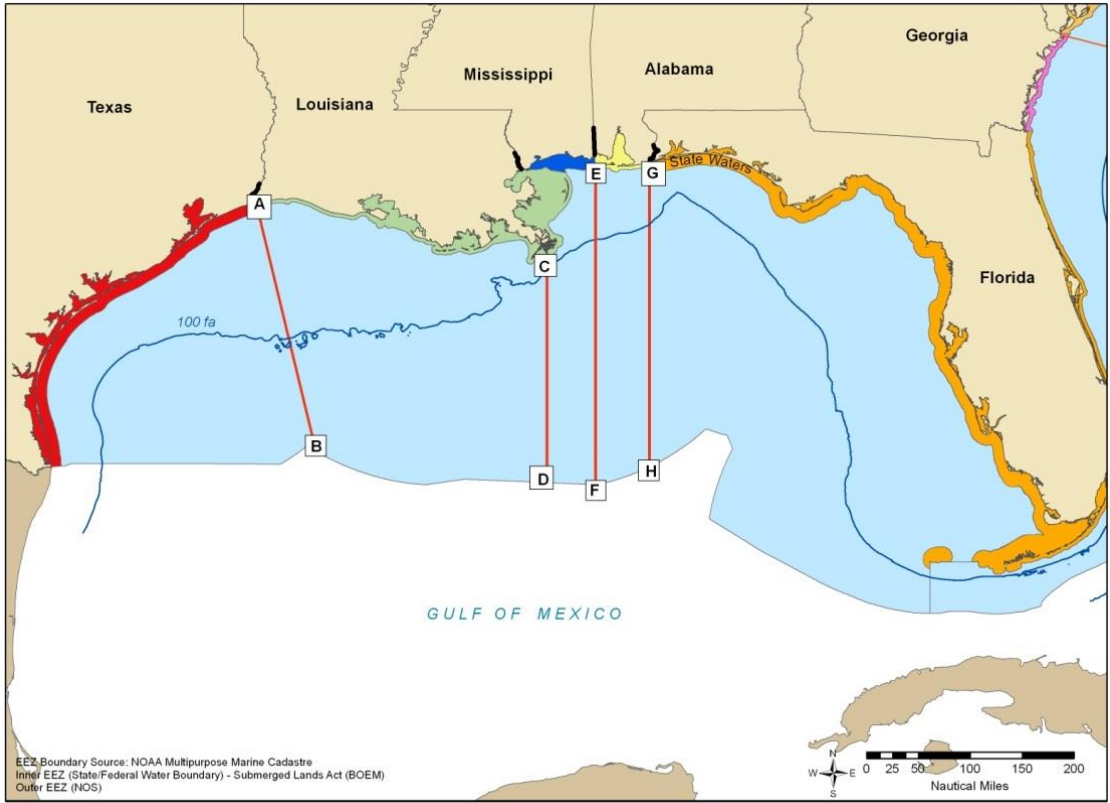 Georgia
Mississippi
Alabama
Texas
Louisiana
State Waters
E
G
A
C
Florida
100 fa
B
D
F
H
GULF OF MEXICO
EEZ Boundary Source: NOAA Multipurpose Marine Cadastre
Inner EEZ (State/Federal Water Boundary) - Submerged Lands Act (BOEM)
Outer EEZ (NOS)
N
W E
S
0 25 50 100 150 200
Nautical Miles